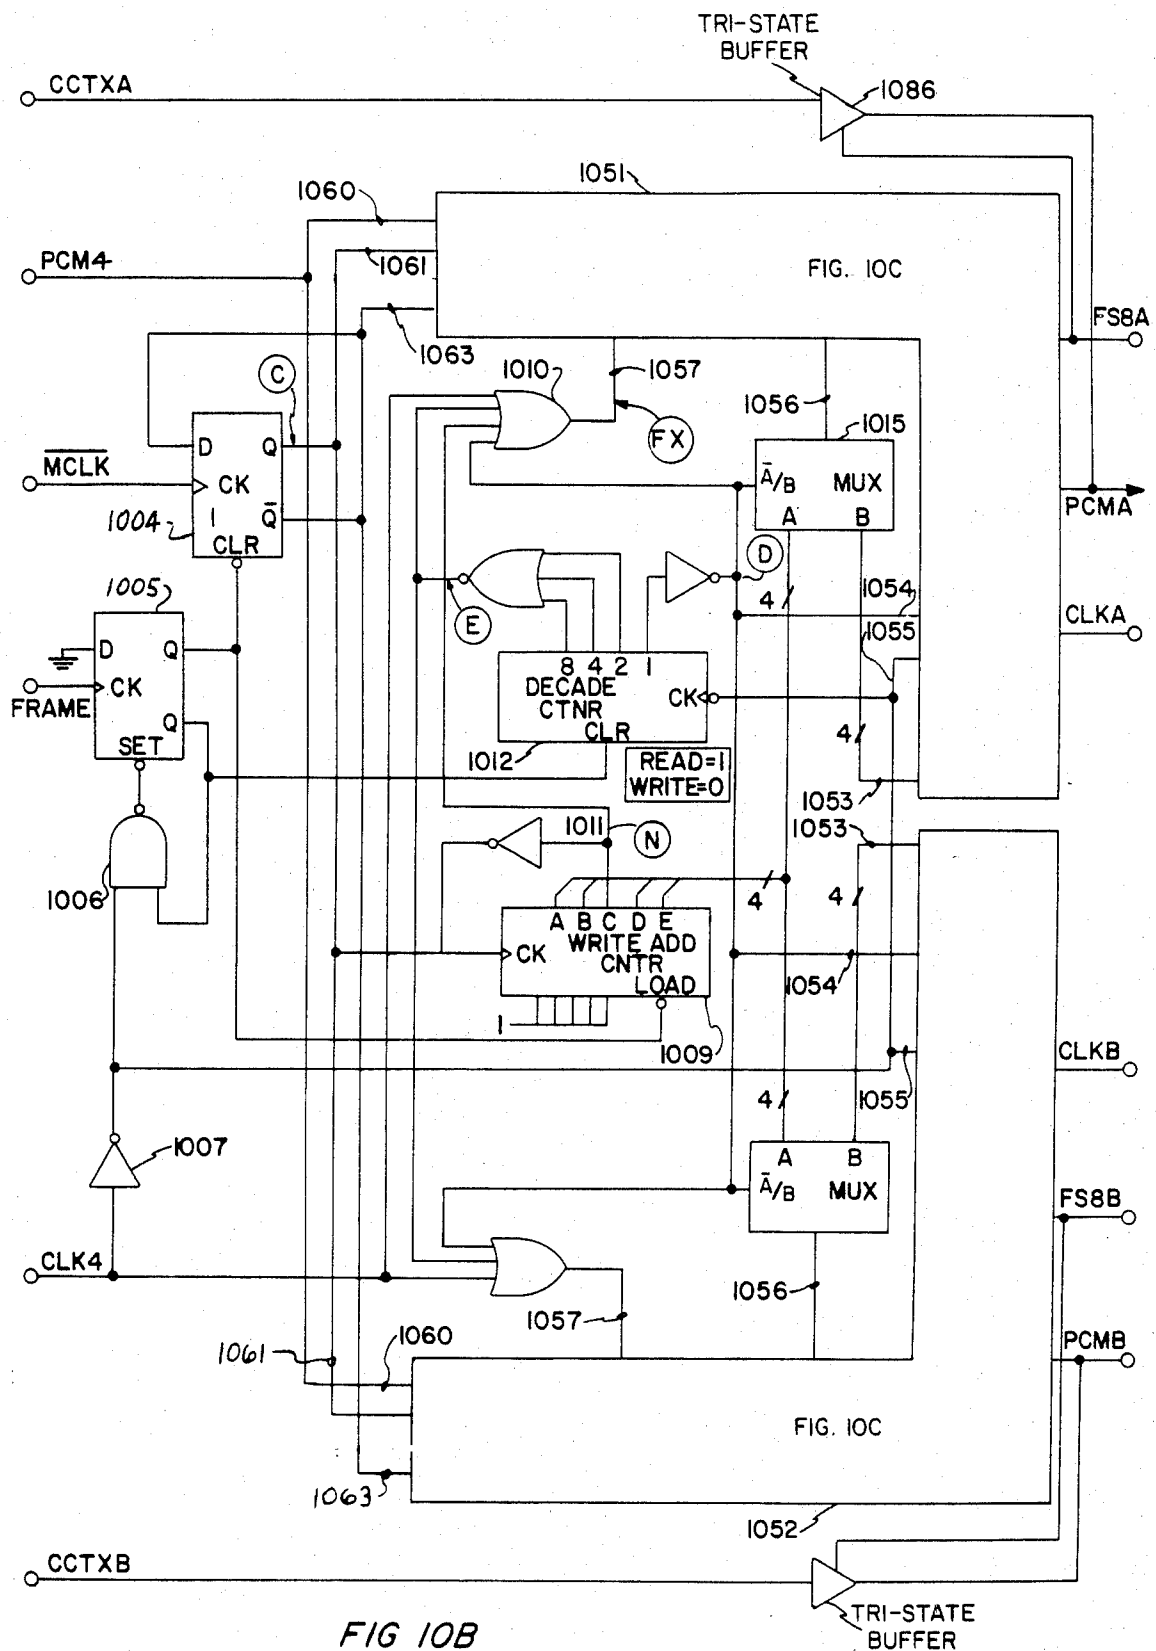 TRI-STATE
BUFFER
CCTXA
1086
1051
1060
PCM4
1061
FIG. 10C
FS8A
1063
1010
1057
C
1056
1015
FX
D Q
MCLK
CK
Ā/B MUX
A B
PCMA
1004
1
Q̄
CLR
1005
D
4
1054
E
1055
CLKA
D Q
8 4 2 1
FRAME
CK
DECADE
CTNR
CK
Q
CLR
4
SET
1012
READ=1
WRITE=0
1053
1011
N
1053
1006
4
4
A B C D E
WRITE ADD
CNTR
CK
LOAD
1054
1
1009
CLKB
1055
4
1007
A B
Ā/B MUX
FS8B
CLK4
1056
1057
1061
1060
PCMB
FIG. 10C
1063
1052
CCTXB
TRI-STATE
BUFFER
FIG 10B